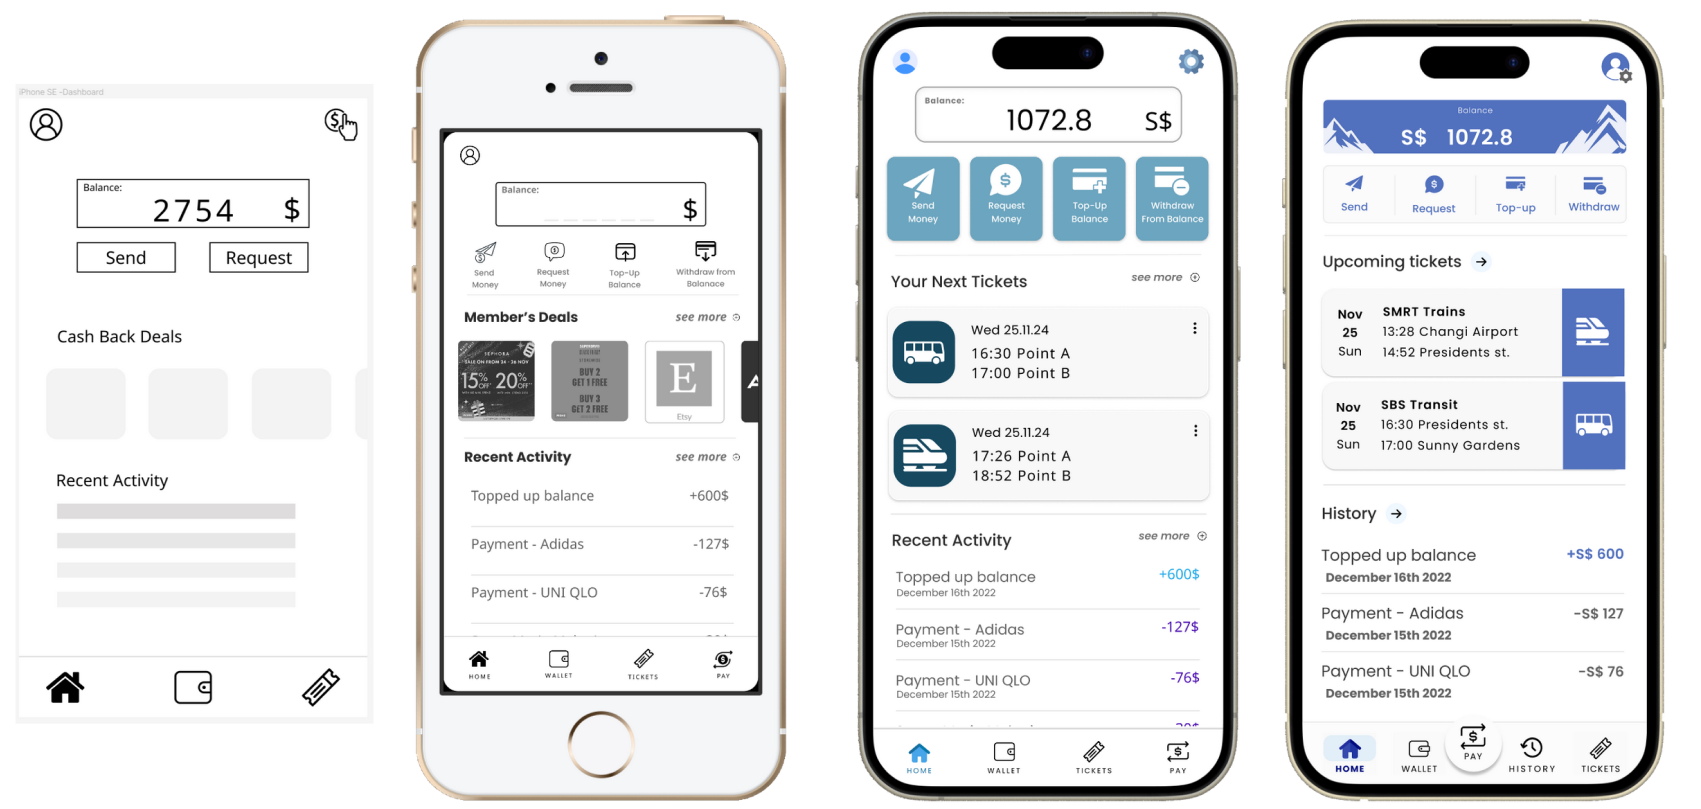 iPhone SE -Dashboard
Balance:
2754 $
Send Request
Cash Back Deals
Recent Activity
Balance:
$
Send
Money
Request
Money
Top-Up
Balance
Withdraw from
Balanace
Member's Deals see more
SEPHORA
SALE ON FROM 24 - 26 NOV
15% OFF 20% OFF
BUY 2
GET 1 FREE
BUY 3
GET 2 FREE
E
Etsy
A
Recent Activity see more
Topped up balance +600$
Payment - Adidas -127$
Payment - UNI QLO -76$
HOME WALLET TICKETS PAY
Balance:
1072.8 S$
Send
Money
Request
Money
Top-Up
Balance
Withdraw
From Balance
Your Next Tickets see more
Wed 25.11.24
16:30 Point A
17:00 Point B
Wed 25.11.24
17:26 Point A
18:52 Point B
Recent Activity see more
Topped up balance +600$
December 16th 2022
Payment - Adidas -127$
December 15th 2022
Payment - UNI QLO -76$
December 15th 2022
HOME WALLET TICKETS PAY
Balance
S$ 1072.8
Send Request Top-up Withdraw
Upcoming tickets
Nov
25
Sun
SMRT Trains
13:28 Changi Airport
14:52 Presidents st.
Nov
25
Sun
SBS Transit
16:30 Presidents st.
17:00 Sunny Gardens
History
Topped up balance +S$ 600
December 16th 2022
Payment - Adidas -S$ 127
December 15th 2022
Payment - UNI QLO -S$ 76
December 15th 2022
HOME WALLET PAY HISTORY TICKETS